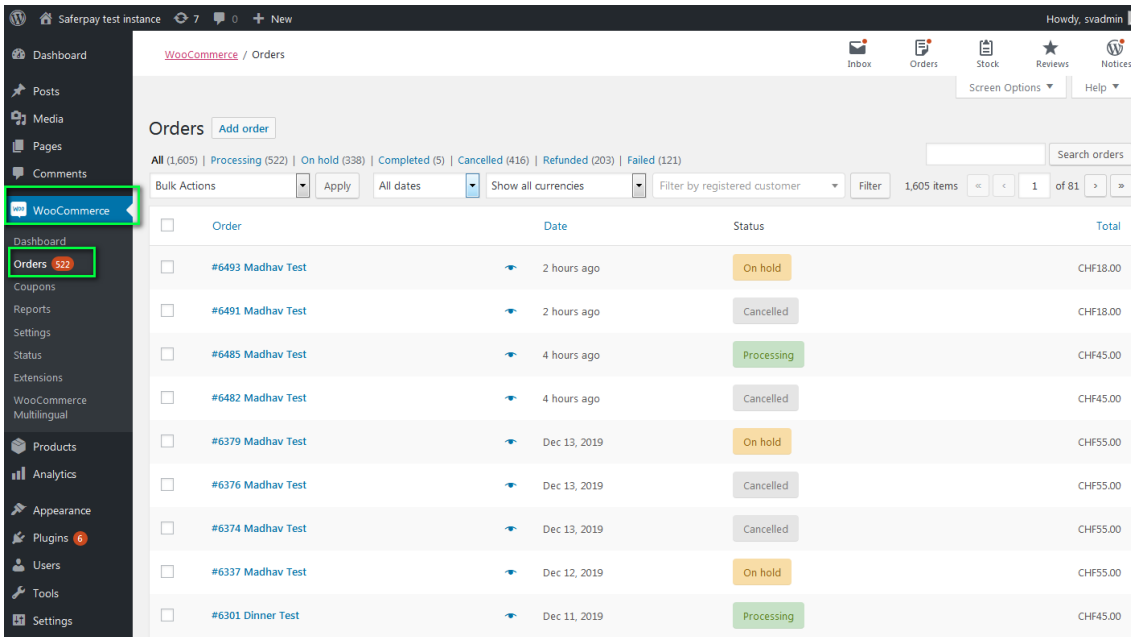 Saferpay test instance 7 0 New Howdy, svadmin
Dashboard
Posts
Media
Pages
Comments
WooCommerce
Dashboard
Orders 522
Coupons
Reports
Settings
Status
Extensions
WooCommerce
Multilingual
Products
Analytics
Appearance
Plugins 6
Users
Tools
Settings
WooCommerce / Orders
Inbox Orders Stock Reviews Notices
Screen Options ▼ Help ▼
Orders Add order
All (1,605) | Processing (522) | On hold (338) | Completed (5) | Cancelled (416) | Refunded (203) | Failed (121)
Search orders
Bulk Actions Apply All dates Show all currencies Filter by registered customer Filter 1,605 items « ‹ 1 of 81 › »
Order Date Status Total
#6493 Madhav Test 2 hours ago On hold CHF18.00
#6491 Madhav Test 2 hours ago Cancelled CHF18.00
#6485 Madhav Test 4 hours ago Processing CHF45.00
#6482 Madhav Test 4 hours ago Cancelled CHF45.00
#6379 Madhav Test Dec 13, 2019 On hold CHF55.00
#6376 Madhav Test Dec 13, 2019 Cancelled CHF55.00
#6374 Madhav Test Dec 13, 2019 Cancelled CHF55.00
#6337 Madhav Test Dec 12, 2019 On hold CHF55.00
#6301 Dinner Test Dec 11, 2019 Processing CHF45.00